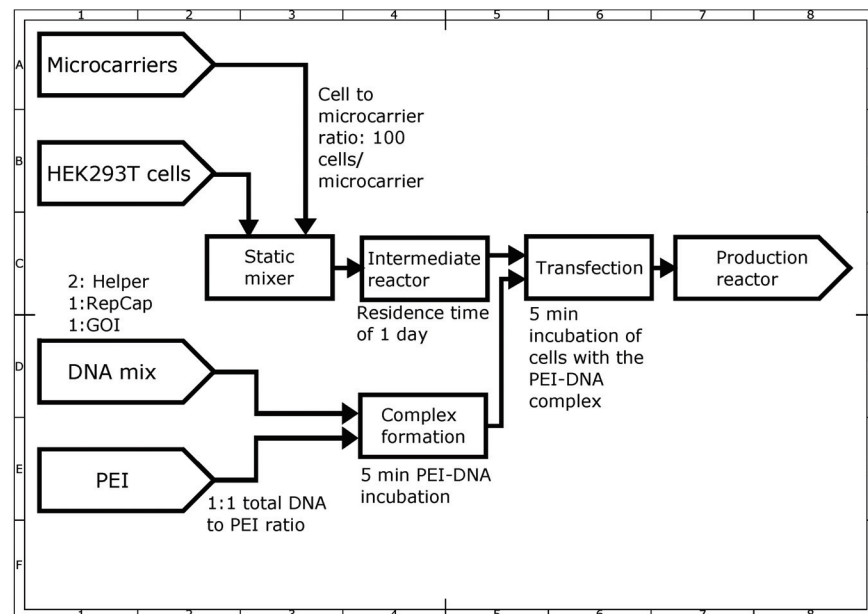 1 2 3 4 5 6 7 8
A
Microcarriers
Cell to
microcarrier
ratio: 100
cells/
microcarrier
B
HEK293T cells
C
Static
mixer
Intermediate
reactor
Transfection
Production
reactor
2: Helper
1:RepCap
1:GOI
Residence time
of 1 day
5 min
incubation of
cells with the
PEI-DNA
complex
D
DNA mix
Complex
formation
E
PEI
5 min PEI-DNA
incubation
1:1 total DNA
to PEI ratio
F
1 2 3 4 5 6 7 8